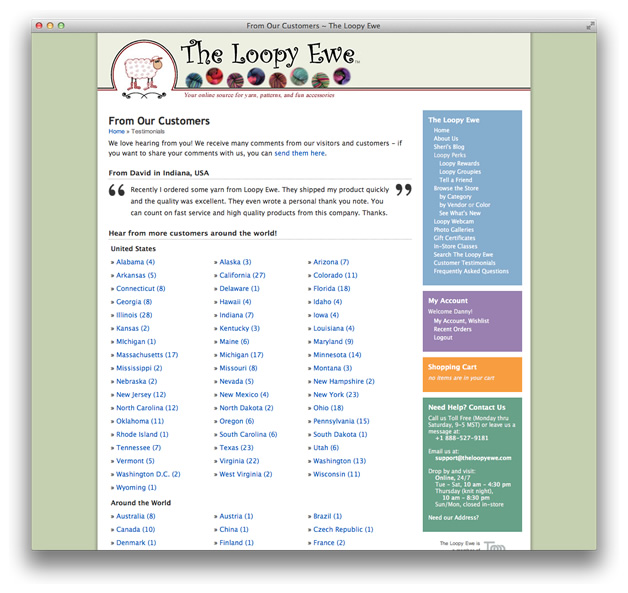 From Our Customers – The Loopy Ewe
The Loopy Ewe™
Your online source for yarn, patterns, and fun accessories
From Our Customers
Home » Testimonials
We love hearing from you! We receive many comments from our visitors and customers – if
you want to share your comments with us, you can send them here.
From David in Indiana, USA
“ Recently I ordered some yarn from Loopy Ewe. They shipped my product quickly ”
and the quality was excellent. They even wrote a personal thank you note. You
can count on fast service and high quality products from this company. Thanks.
Hear from more customers around the world!
United States
» Alabama (4) » Alaska (3) » Arizona (7)
» Arkansas (5) » California (27) » Colorado (11)
» Connecticut (8) » Delaware (1) » Florida (18)
» Georgia (8) » Hawaii (4) » Idaho (4)
» Illinois (28) » Indiana (7) » Iowa (4)
» Kansas (2) » Kentucky (3) » Louisiana (4)
» MIchigan (1) » Maine (6) » Maryland (9)
» Massachusetts (17) » Michigan (17) » Minnesota (14)
» Mississippi (2) » Missouri (8) » Montana (3)
» Nebraska (2) » Nevada (5) » New Hampshire (2)
» New Jersey (12) » New Mexico (4) » New York (23)
» North Carolina (12) » North Dakota (2) » Ohio (18)
» Oklahoma (11) » Oregon (6) » Pennsylvania (15)
» Rhode Island (1) » South Carolina (6) » South Dakota (1)
» Tennessee (7) » Texas (23) » Utah (6)
» Vermont (5) » Virginia (22) » Washington (13)
» Washington D.C. (2) » West Virginia (2) » Wisconsin (11)
» Wyoming (1)
Around the World
» Australia (8) » Austria (1) » Brazil (1)
» Canada (10) » China (1) » Czech Republic (1)
» Denmark (1) » Finland (1) » France (2)
The Loopy Ewe
Home
About Us
Sheri's Blog
Loopy Perks
Loopy Rewards
Loopy Groupies
Tell a Friend
Browse the Store
by Category
by Vendor or Color
See What's New
Loopy Webcam
Photo Galleries
Gift Certificates
In-Store Classes
Search The Loopy Ewe
Customer Testimonials
Frequently Asked Questions
My Account
Welcome Danny!
My Account, Wishlist
Recent Orders
Logout
Shopping Cart
no items are in your cart
Need Help? Contact Us
Call us Toll Free (Monday thru
Saturday, 9–5 MST) or leave us a
message at:
+1 888-527-9181
Email us at:
support@theloopyewe.com
Drop by and visit:
Online, 24/7
Tue - Sat, 10 am - 4:30 pm
Thursday (knit night),
10 am - 8:30 pm
Sun/Mon, closed in-store
Need our Address?
The Loopy Ewe is